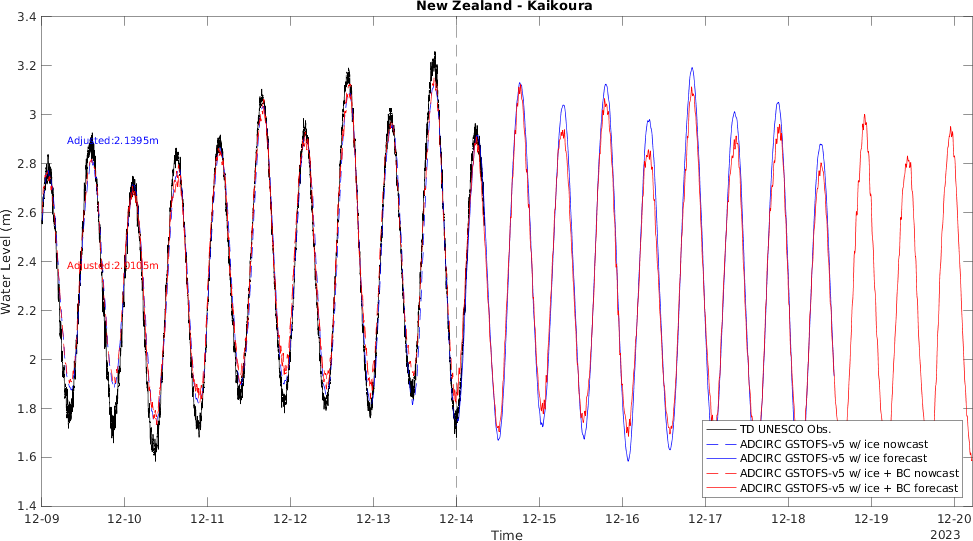 New Zealand - Kaikoura
3.4
3.2
3
2.8
2.6
2.4
2.2
2
1.8
1.6
1.4
Water Level (m)
Adjusted:2.1395m
Adjusted:2.0105m
TD UNESCO Obs.
ADCIRC GSTOFS-v5 w/ ice nowcast
ADCIRC GSTOFS-v5 w/ ice forecast
ADCIRC GSTOFS-v5 w/ ice + BC nowcast
ADCIRC GSTOFS-v5 w/ ice + BC forecast
12-09 12-10 12-11 12-12 12-13 12-14 12-15 12-16 12-17 12-18 12-19 12-20
2023
Time